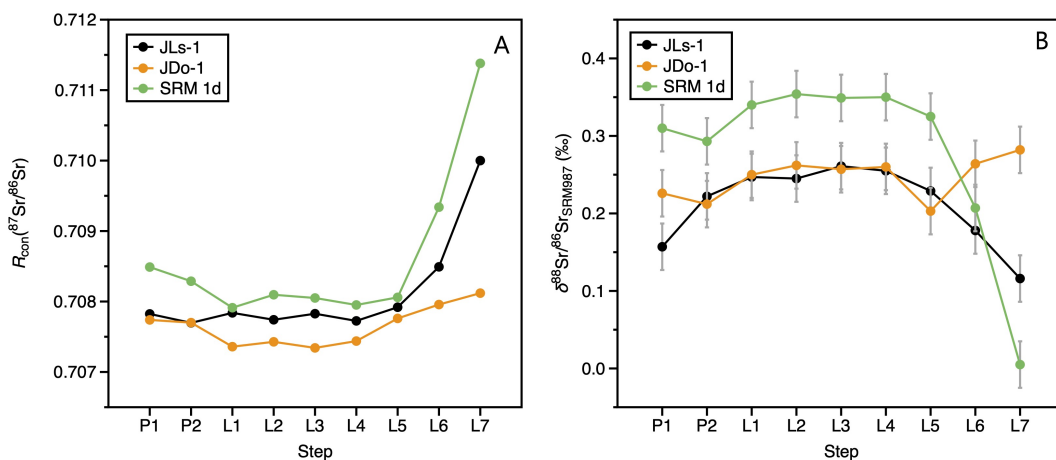 A
JLs-1
JDo-1
SRM 1d
0.712
0.711
0.710
0.709
0.708
0.707
R_con(⁸⁷Sr/⁸⁶Sr)
P1 P2 L1 L2 L3 L4 L5 L6 L7
Step
B
JLs-1
JDo-1
SRM 1d
0.4
0.3
0.2
0.1
0.0
δ⁸⁸Sr/⁸⁶Sr_SRM987 (‰)
P1 P2 L1 L2 L3 L4 L5 L6 L7
Step